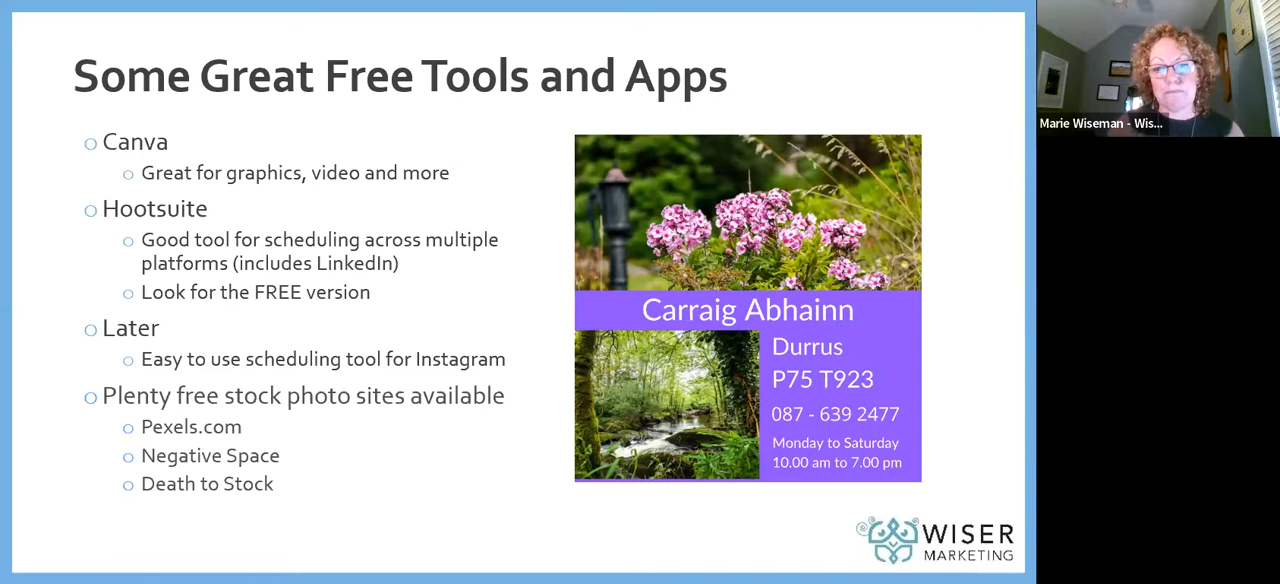 Some Great Free Tools and Apps
Canva
Great for graphics, video and more
Hootsuite
Good tool for scheduling across multiple
platforms (includes LinkedIn)
Look for the FREE version
Later
Easy to use scheduling tool for Instagram
Plenty free stock photo sites available
Pexels.com
Negative Space
Death to Stock
Carraig Abhainn
Durrus
P75 T923
087 - 639 2477
Monday to Saturday
10.00 am to 7.00 pm
WISER
MARKETING
Marie Wiseman - Wis...